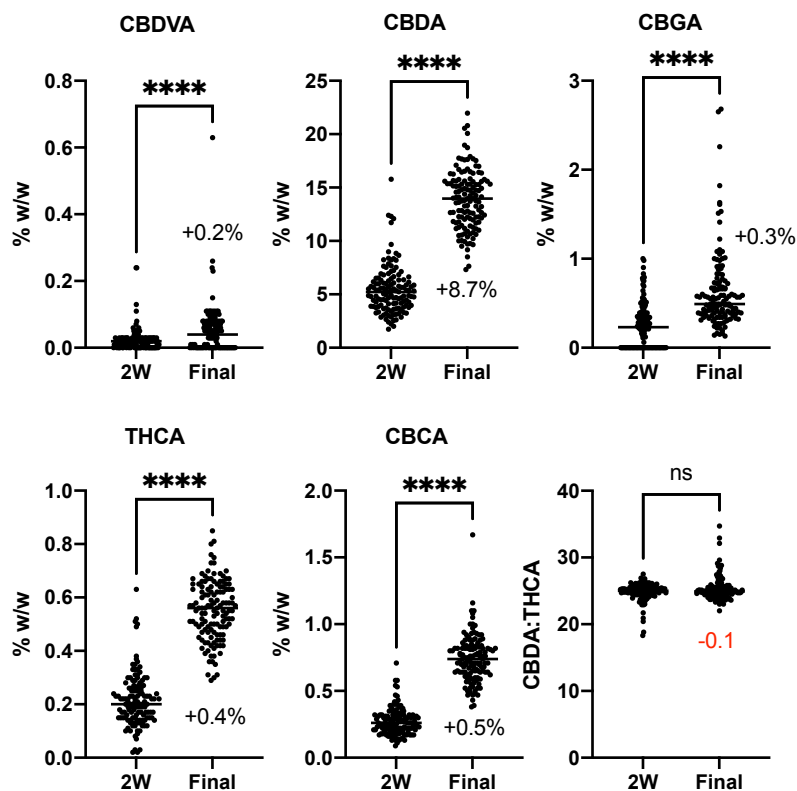 CBDVA
****
% w/w
0.8
0.6
0.4
0.2
0.0
+0.2%
2W Final
CBDA
****
% w/w
25
20
15
10
5
0
+8.7%
2W Final
CBGA
****
% w/w
3
2
1
0
+0.3%
2W Final
THCA
****
% w/w
1.0
0.8
0.6
0.4
0.2
0.0
+0.4%
2W Final
CBCA
****
% w/w
2.0
1.5
1.0
0.5
0.0
+0.5%
2W Final
ns
CBDA:THCA
40
30
20
10
0
-0.1
2W Final